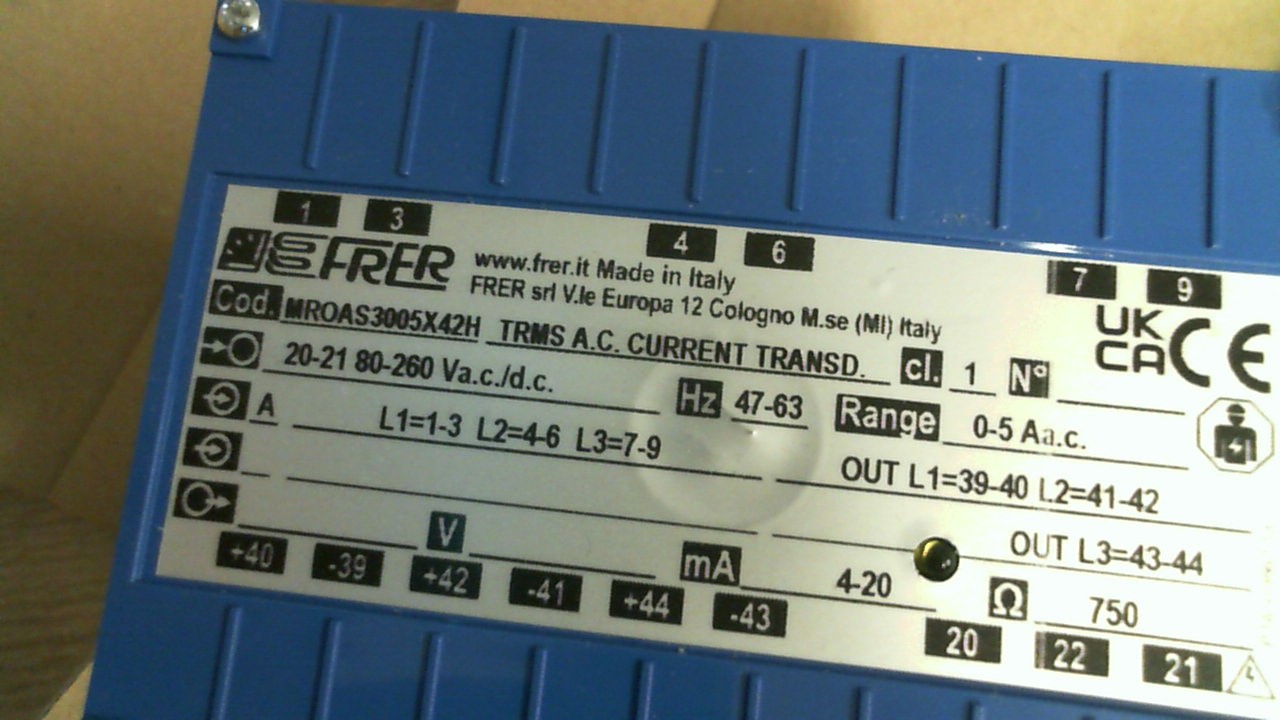 1 3 4 6 7 9
FRER www.frer.it Made in Italy
FRER srl V.le Europa 12 Cologno M.se (MI) Italy
UK CA CE
Cod. MROAS3005X42H TRMS A.C. CURRENT TRANSD. cl. 1 N°
20-21 80-260 Va.c./d.c. Hz 47-63 Range 0-5 Aa.c.
A L1=1-3 L2=4-6 L3=7-9 OUT L1=39-40 L2=41-42
OUT L3=43-44
V mA 4-20 Ω 750
+40 -39 +42 -41 +44 -43 20 22 21